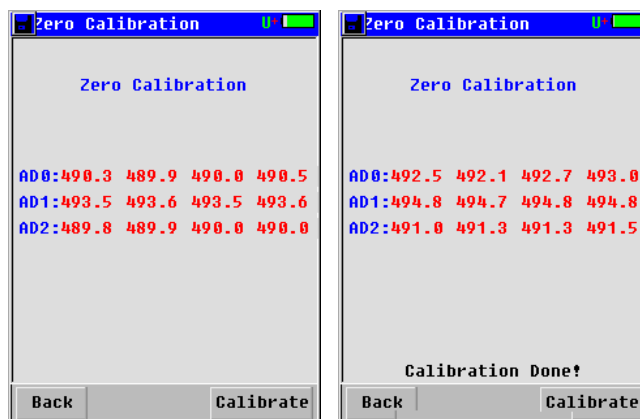 Zero Calibration U+
Zero Calibration
AD0:490.3 489.9 490.0 490.5
AD1:493.5 493.6 493.5 493.6
AD2:489.8 489.9 490.0 490.0
Back Calibrate
Zero Calibration U+
Zero Calibration
AD0:492.5 492.1 492.7 493.0
AD1:494.8 494.7 494.8 494.8
AD2:491.0 491.3 491.3 491.5
Calibration Done!
Back Calibrate